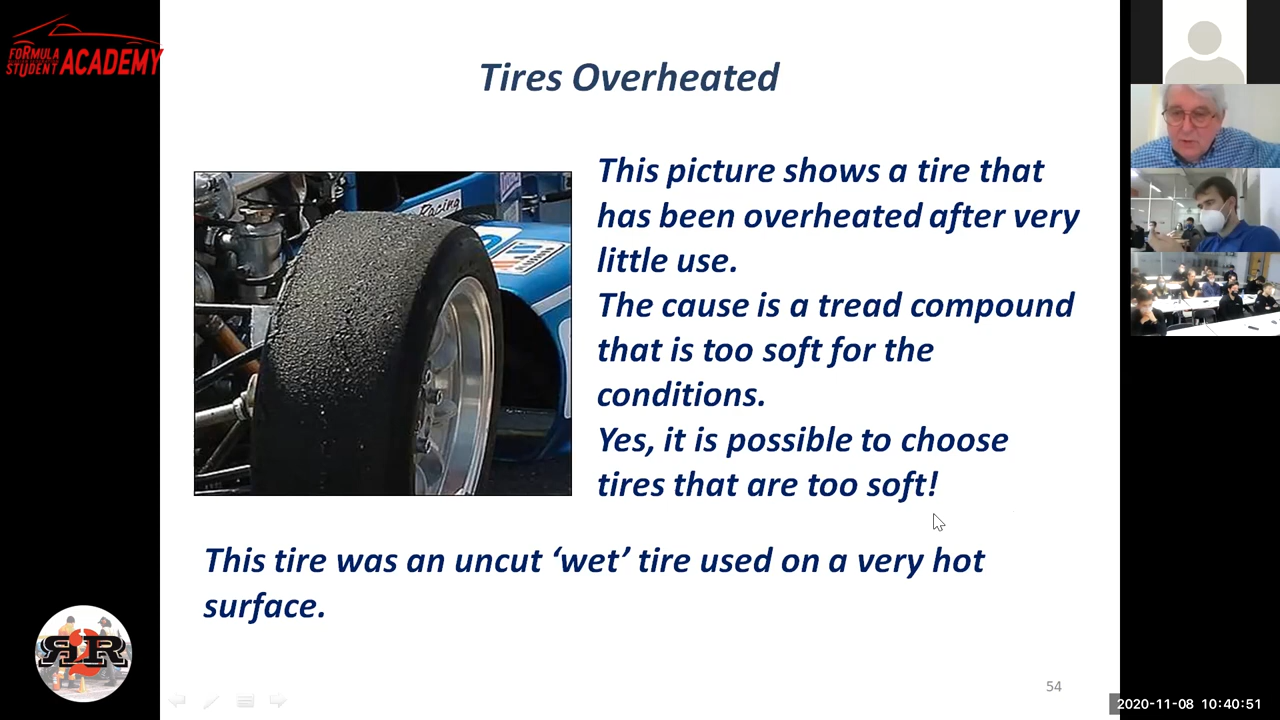 FORMULA
STUDENT ACADEMY
Tires Overheated
This picture shows a tire that
has been overheated after very
little use.
The cause is a tread compound
that is too soft for the
conditions.
Yes, it is possible to choose
tires that are too soft!
Racing
This tire was an uncut ‘wet’ tire used on a very hot
surface.
R2R
54
2020-11-08 10:40:51